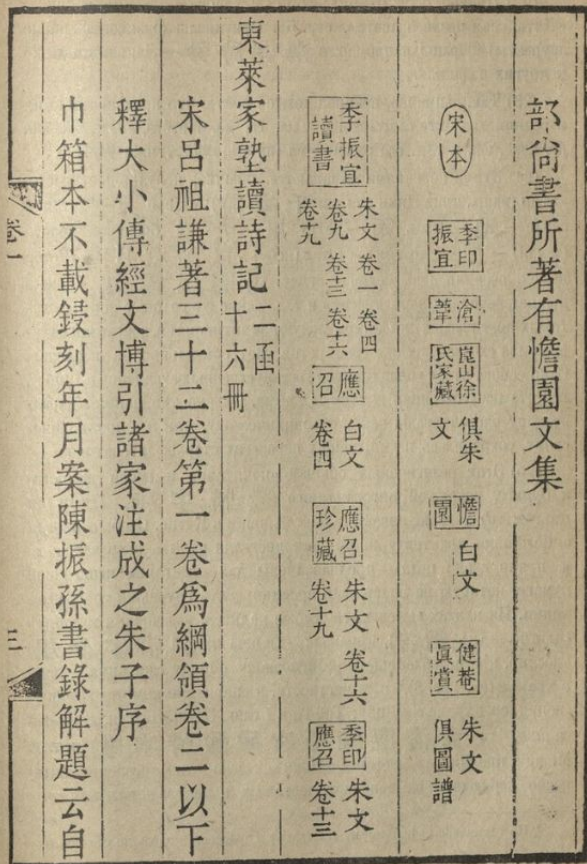 部尙書所著有憺園文集
宋本 季印振宜 滄葦 崑山徐氏家藏 俱朱文 憺園 白文 健菴眞賞 朱文俱圖譜
季振宜讀書 朱文 卷一 卷四 卷九 卷十三 卷十六 卷十九 應召 白文 卷四 應召珍藏 朱文 卷十六 卷十九 季印應召 朱文 卷十三
東萊家塾讀詩記 二函十六冊
宋呂祖謙著三十二卷第一卷爲綱領卷二以下
釋大小傳經文博引諸家注成之朱子序
巾箱本不載鋟刻年月案陳振孫書錄解題云自
卷一
三